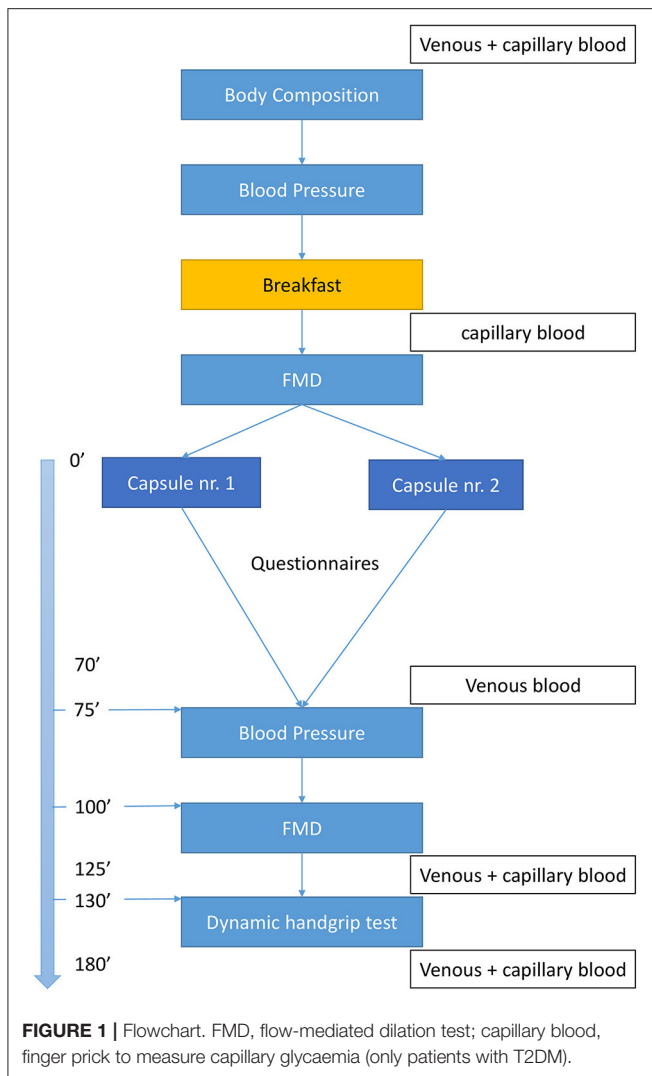 Venous + capillary blood
Body Composition
Blood Pressure
Breakfast
capillary blood
FMD
0’
Capsule nr. 1
Capsule nr. 2
Questionnaires
70’
Venous blood
75’
Blood Pressure
100’
FMD
125’
Venous + capillary blood
130’
Dynamic handgrip test
180’
Venous + capillary blood
FIGURE 1 | Flowchart. FMD, flow-mediated dilation test; capillary blood,
finger prick to measure capillary glycaemia (only patients with T2DM).